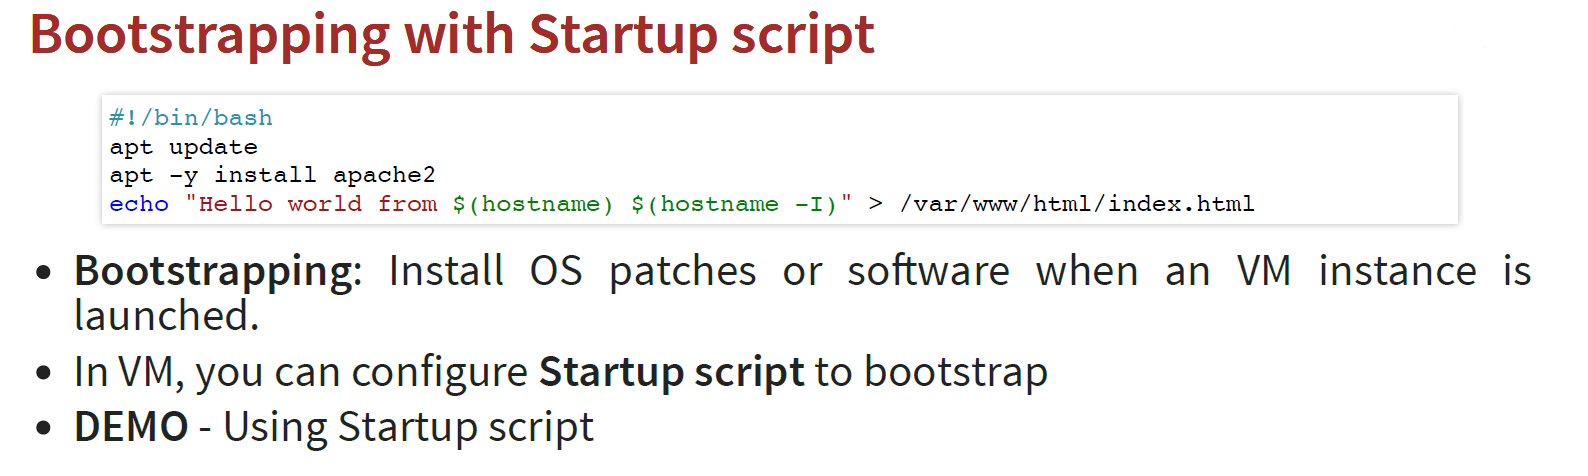 Bootstrapping with Startup script
#!/bin/bash
apt update
apt -y install apache2
echo "Hello world from $(hostname) $(hostname -I)" > /var/www/html/index.html
• Bootstrapping: Install OS patches or software when an VM instance is
launched.
• In VM, you can configure Startup script to bootstrap
• DEMO - Using Startup script